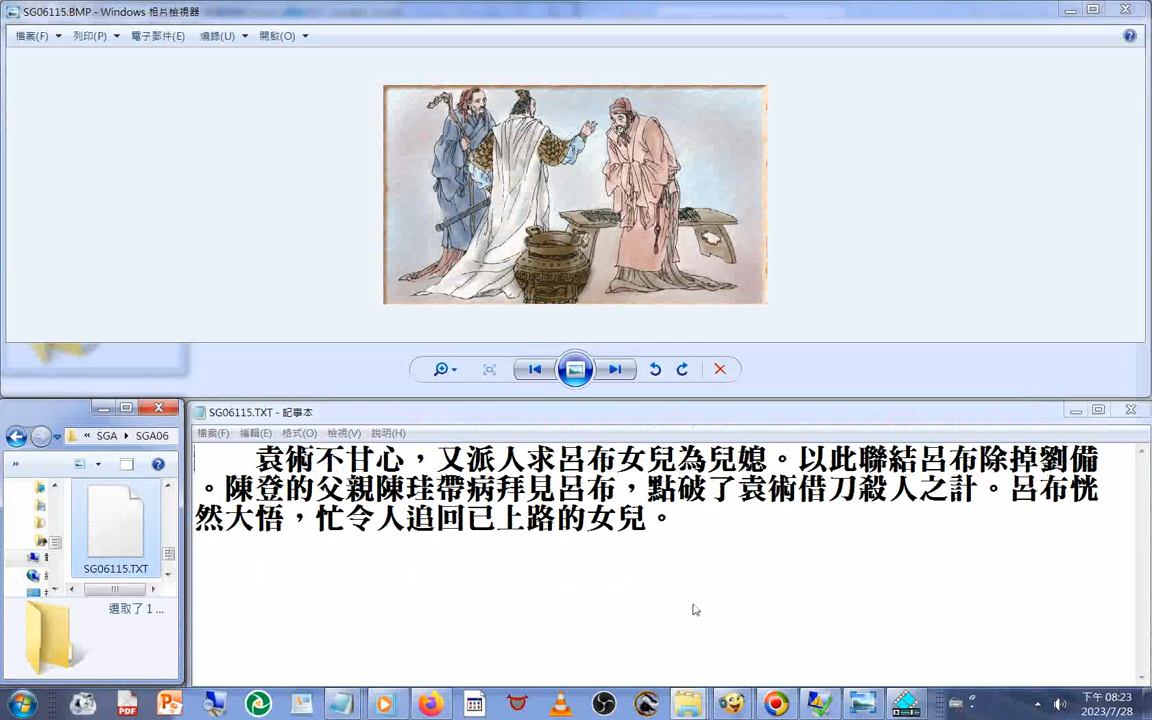 SG06115.BMP - Windows 相片檢視器
檔案(F) 列印(P) 電子郵件(E) 燒錄(U) 開啟(O)
SGA SGA06
SG06115.TXT
選取了 1 ...
SG06115.TXT - 記事本
檔案(F) 編輯(E) 格式(O) 檢視(V) 說明(H)
袁術不甘心，又派人求呂布女兒為兒媳。以此聯結呂布除掉劉備
。陳登的父親陳珪帶病拜見呂布，點破了袁術借刀殺人之計。呂布恍
然大悟，忙令人追回已上路的女兒。
下午 08:23
2023/7/28